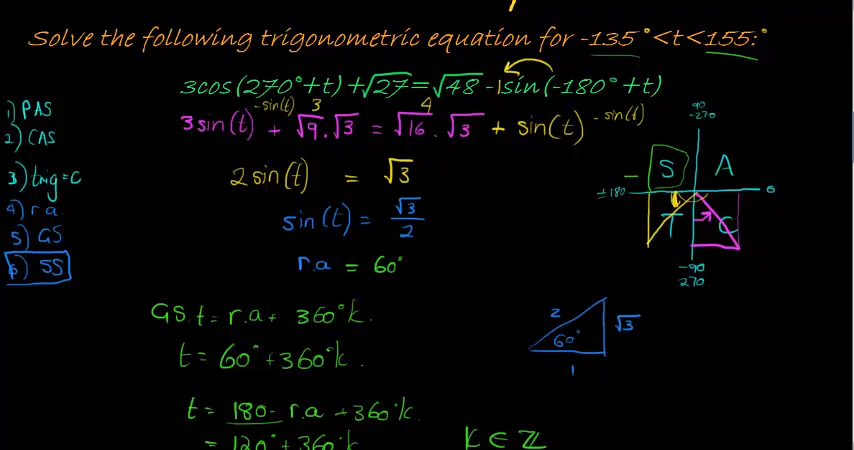 Solve the following trigonometric equation for -135°<t<155:°
3cos(270°+t)+√27=√48 -1sin(-180°+t)
-sin(t) 3 4
3sin(t) + √9.√3 = √16.√3 + sin(t) -sin(t)
1) PAS
2) CAS
3) trig=C
4) r a
5) GS
6) SS
2sin(t) = √3
sin(t) = √3/2
r.a = 60°
90
-270
- S A
±180 0
T C
-90
270
GS. t = r.a + 360°k.
t = 60° + 360°k.
2 √3
60°
1
t = 180- r.a + 360°k.
= 120° + 360°k
k ∈ ℤ